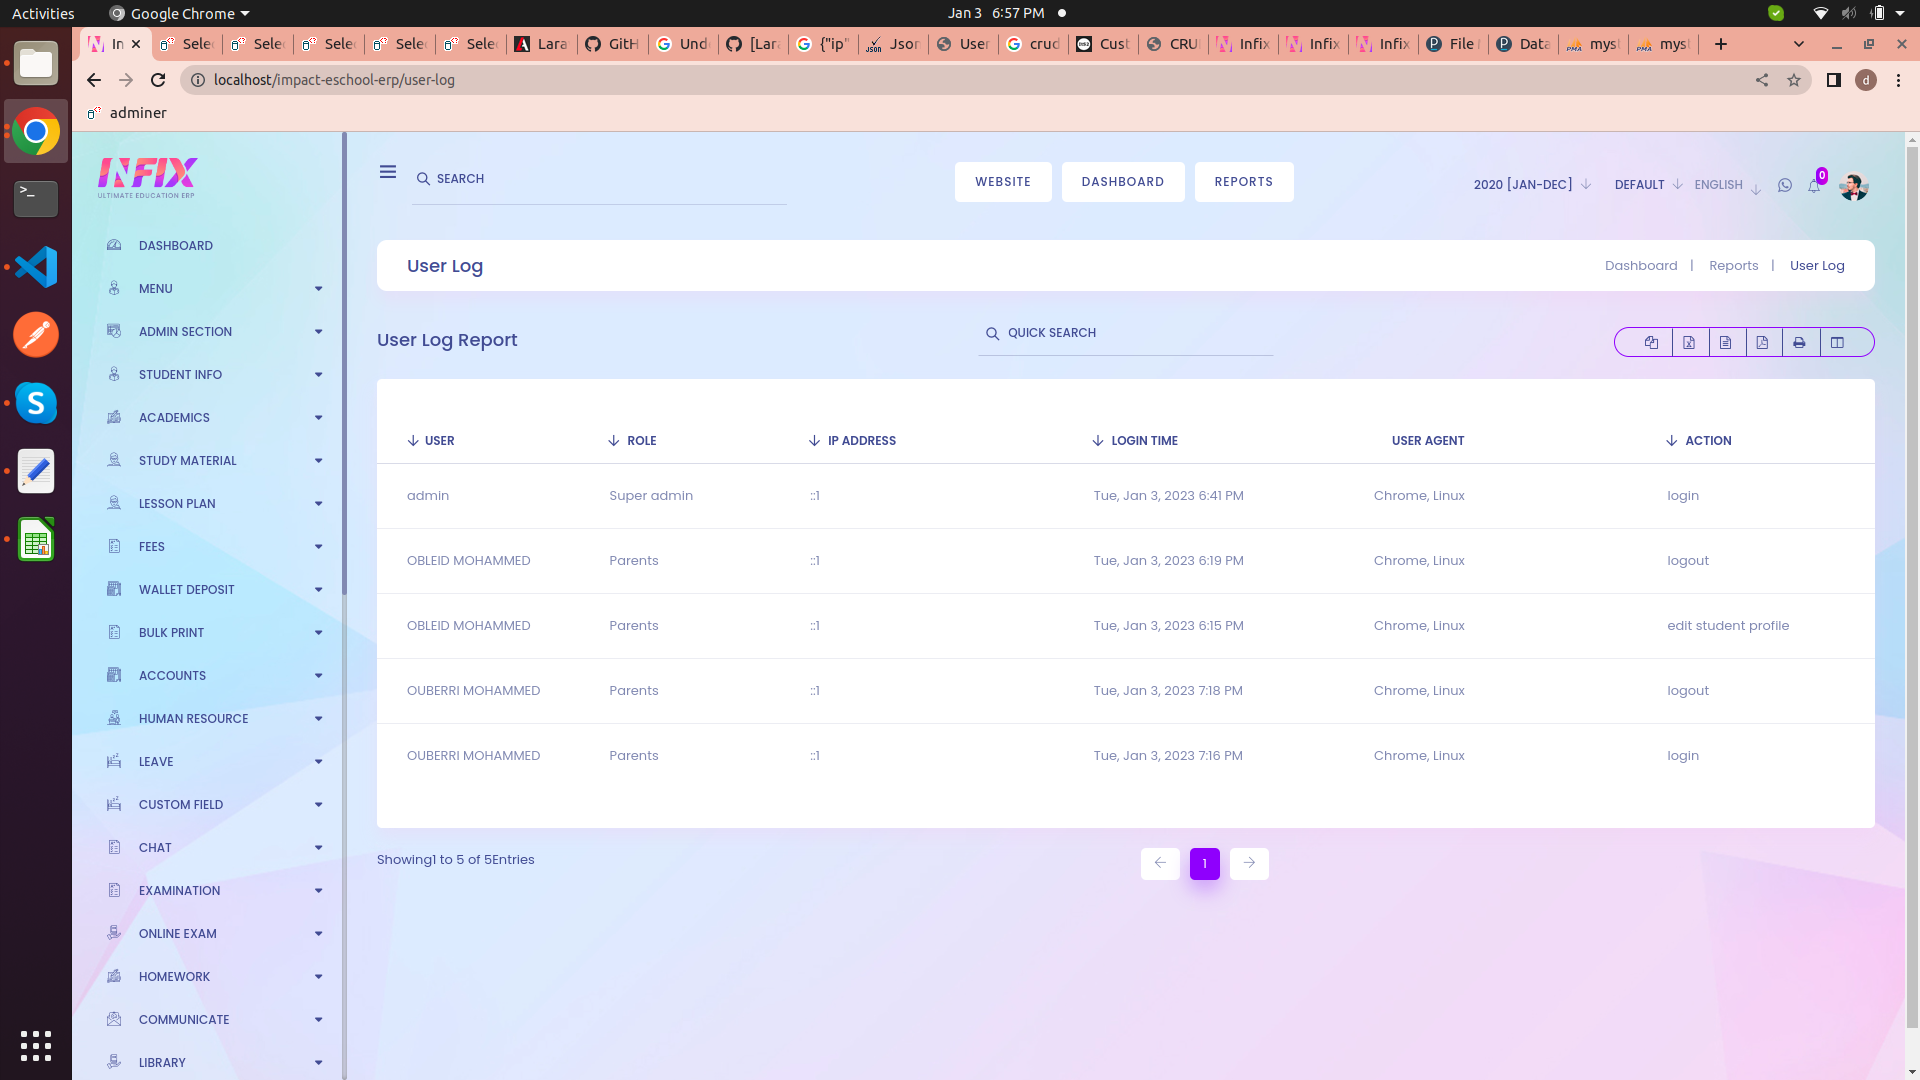 Activities
Google Chrome
Jan 3 6:57 PM
In
Selec
Selec
Selec
Selec
Selec
Lara
GitH
Und
[Lara
{"ip"
Json
User
crud
Cust
CRUI
Infix
Infix
Infix
File
Data
mysl
mysl
localhost/impact-eschool-erp/user-log
d
adminer
INFIX
ULTIMATE EDUCATION ERP
SEARCH
WEBSITE
DASHBOARD
REPORTS
2020 [JAN-DEC]
DEFAULT
ENGLISH
0
DASHBOARD
MENU
ADMIN SECTION
STUDENT INFO
ACADEMICS
STUDY MATERIAL
LESSON PLAN
FEES
WALLET DEPOSIT
BULK PRINT
ACCOUNTS
HUMAN RESOURCE
LEAVE
CUSTOM FIELD
CHAT
EXAMINATION
ONLINE EXAM
HOMEWORK
COMMUNICATE
LIBRARY
User Log
Dashboard | Reports | User Log
User Log Report
QUICK SEARCH
USER ROLE IP ADDRESS LOGIN TIME USER AGENT ACTION
admin Super admin ::1 Tue, Jan 3, 2023 6:41 PM Chrome, Linux login
OBLEID MOHAMMED Parents ::1 Tue, Jan 3, 2023 6:19 PM Chrome, Linux logout
OBLEID MOHAMMED Parents ::1 Tue, Jan 3, 2023 6:15 PM Chrome, Linux edit student profile
OUBERRI MOHAMMED Parents ::1 Tue, Jan 3, 2023 7:18 PM Chrome, Linux logout
OUBERRI MOHAMMED Parents ::1 Tue, Jan 3, 2023 7:16 PM Chrome, Linux login
Showing1 to 5 of 5Entries
1